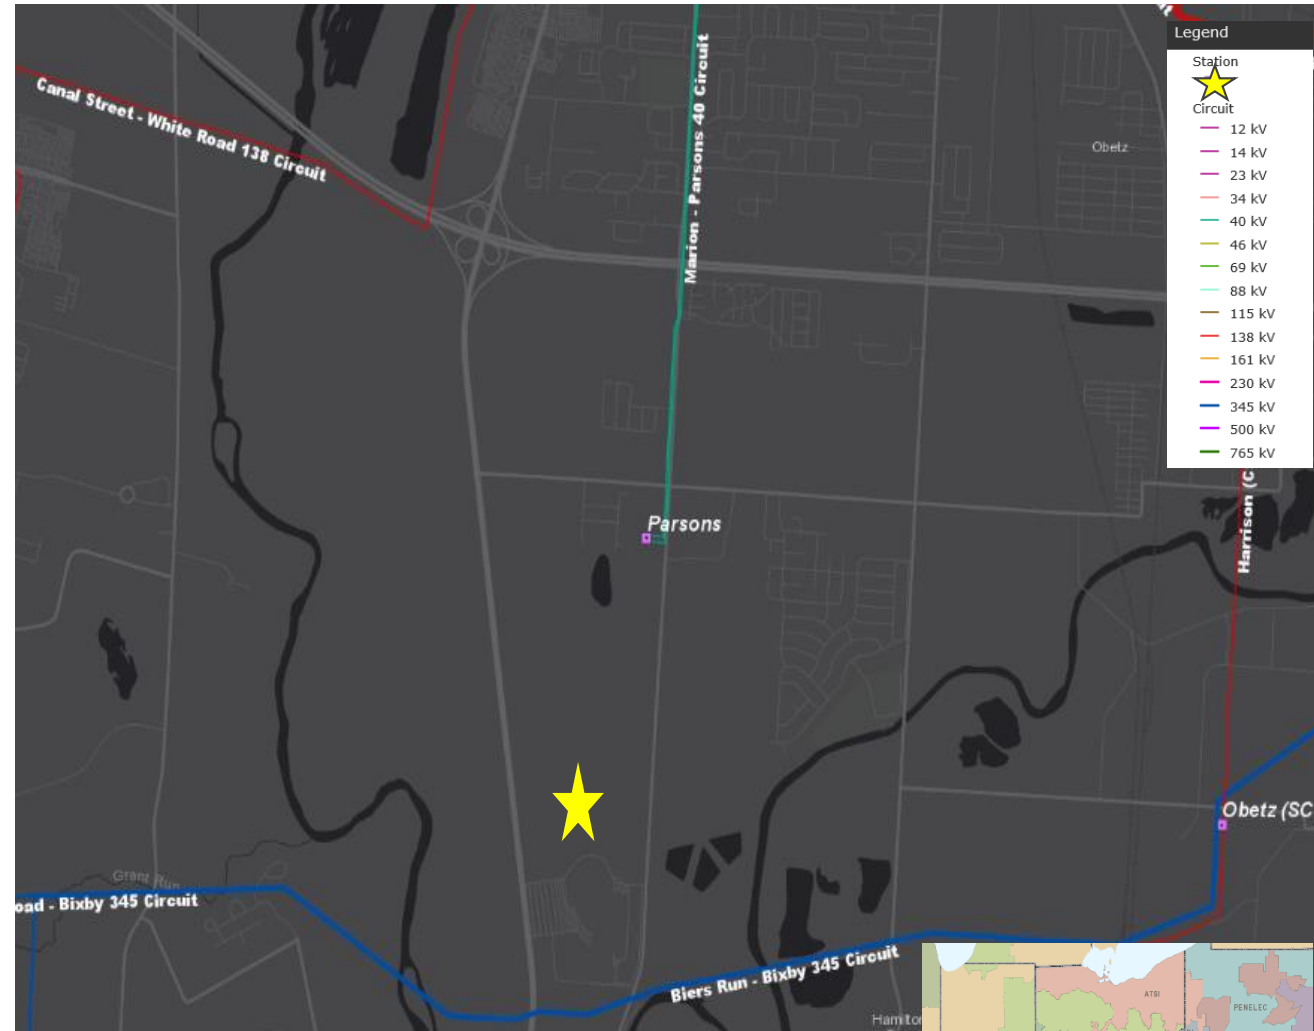 Legend
Station
Circuit
12 kV
14 kV
23 kV
34 kV
40 kV
46 kV
69 kV
88 kV
115 kV
138 kV
161 kV
230 kV
345 kV
500 kV
765 kV
Canal Street - White Road 138 Circuit
Marion - Parsons 40 Circuit
Obetz
Parsons
Harrison (C
Obetz (SC
Grant Run
oad - Bixby 345 Circuit
Biers Run - Bixby 345 Circuit
Hamilton
ATSI
PENELEC